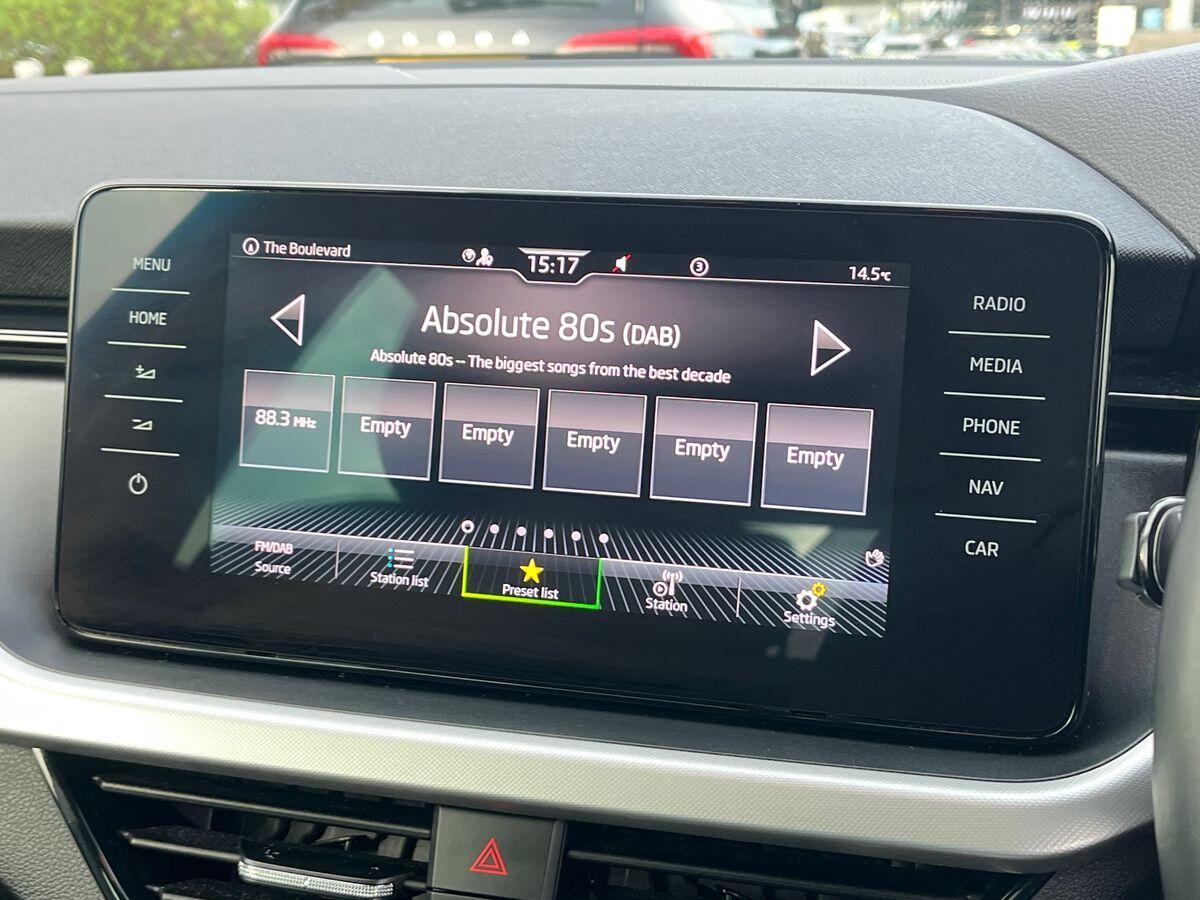 SKODA
The Boulevard
15:17
3
14.5°C
Absolute 80s (DAB)
Absolute 80s -- The biggest songs from the best decade
88.3 MHz
Empty
Empty
Empty
Empty
Empty
FM/DAB
Source
Station list
Preset list
Station
Settings
MENU
HOME
RADIO
MEDIA
PHONE
NAV
CAR